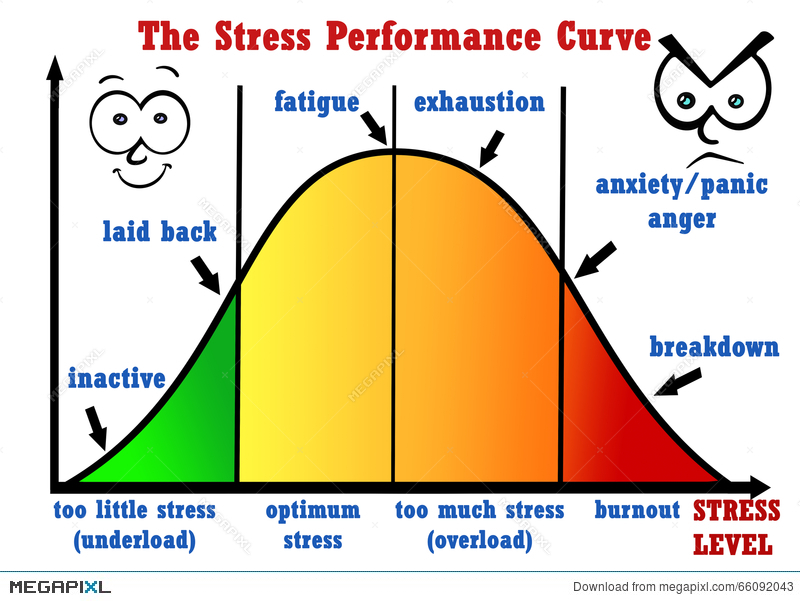 The Stress Performance Curve
fatigue
exhaustion
anxiety/panic
anger
laid back
breakdown
inactive
too little stress
(underload)
optimum
stress
too much stress
(overload)
burnout
STRESS
LEVEL
MEGAPIXL
Download from megapixl.com/66092043